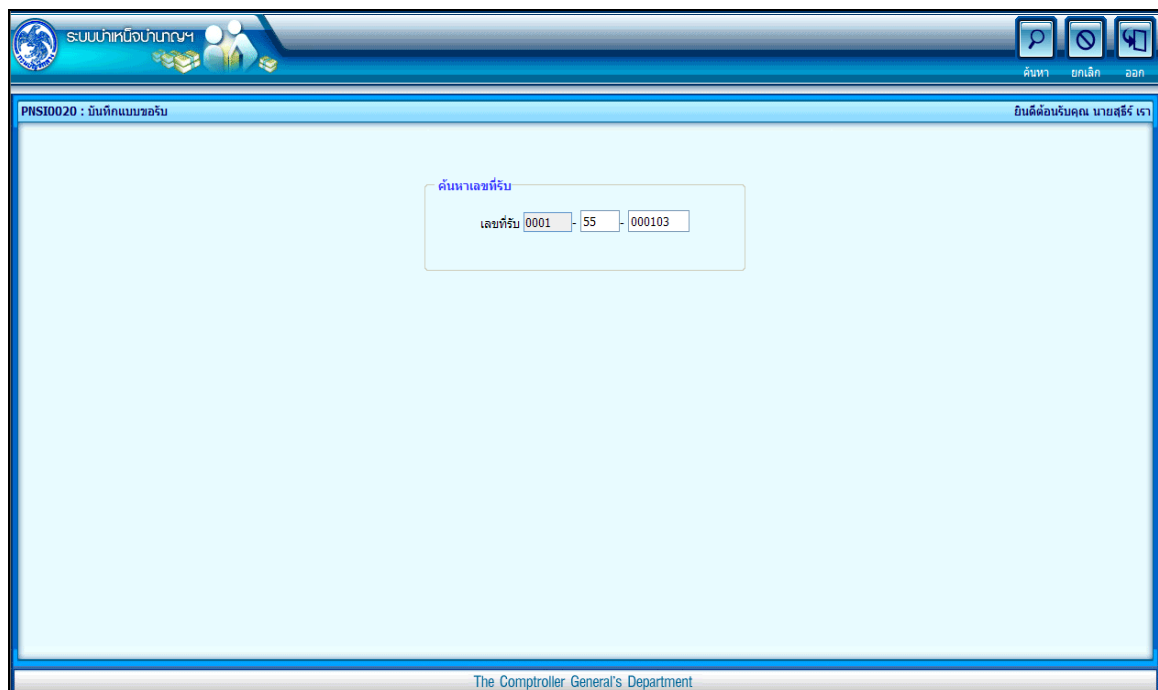 ระบบบำเหน็จบำนาญฯ
ค้นหา ยกเลิก ออก
PNSI0020 : บันทึกแบบขอรับ ยินดีต้อนรับคุณ นายสุธีร์ เรา
ค้นหาเลขที่รับ
เลขที่รับ 0001 - 55 - 000103
The Comptroller General's Department